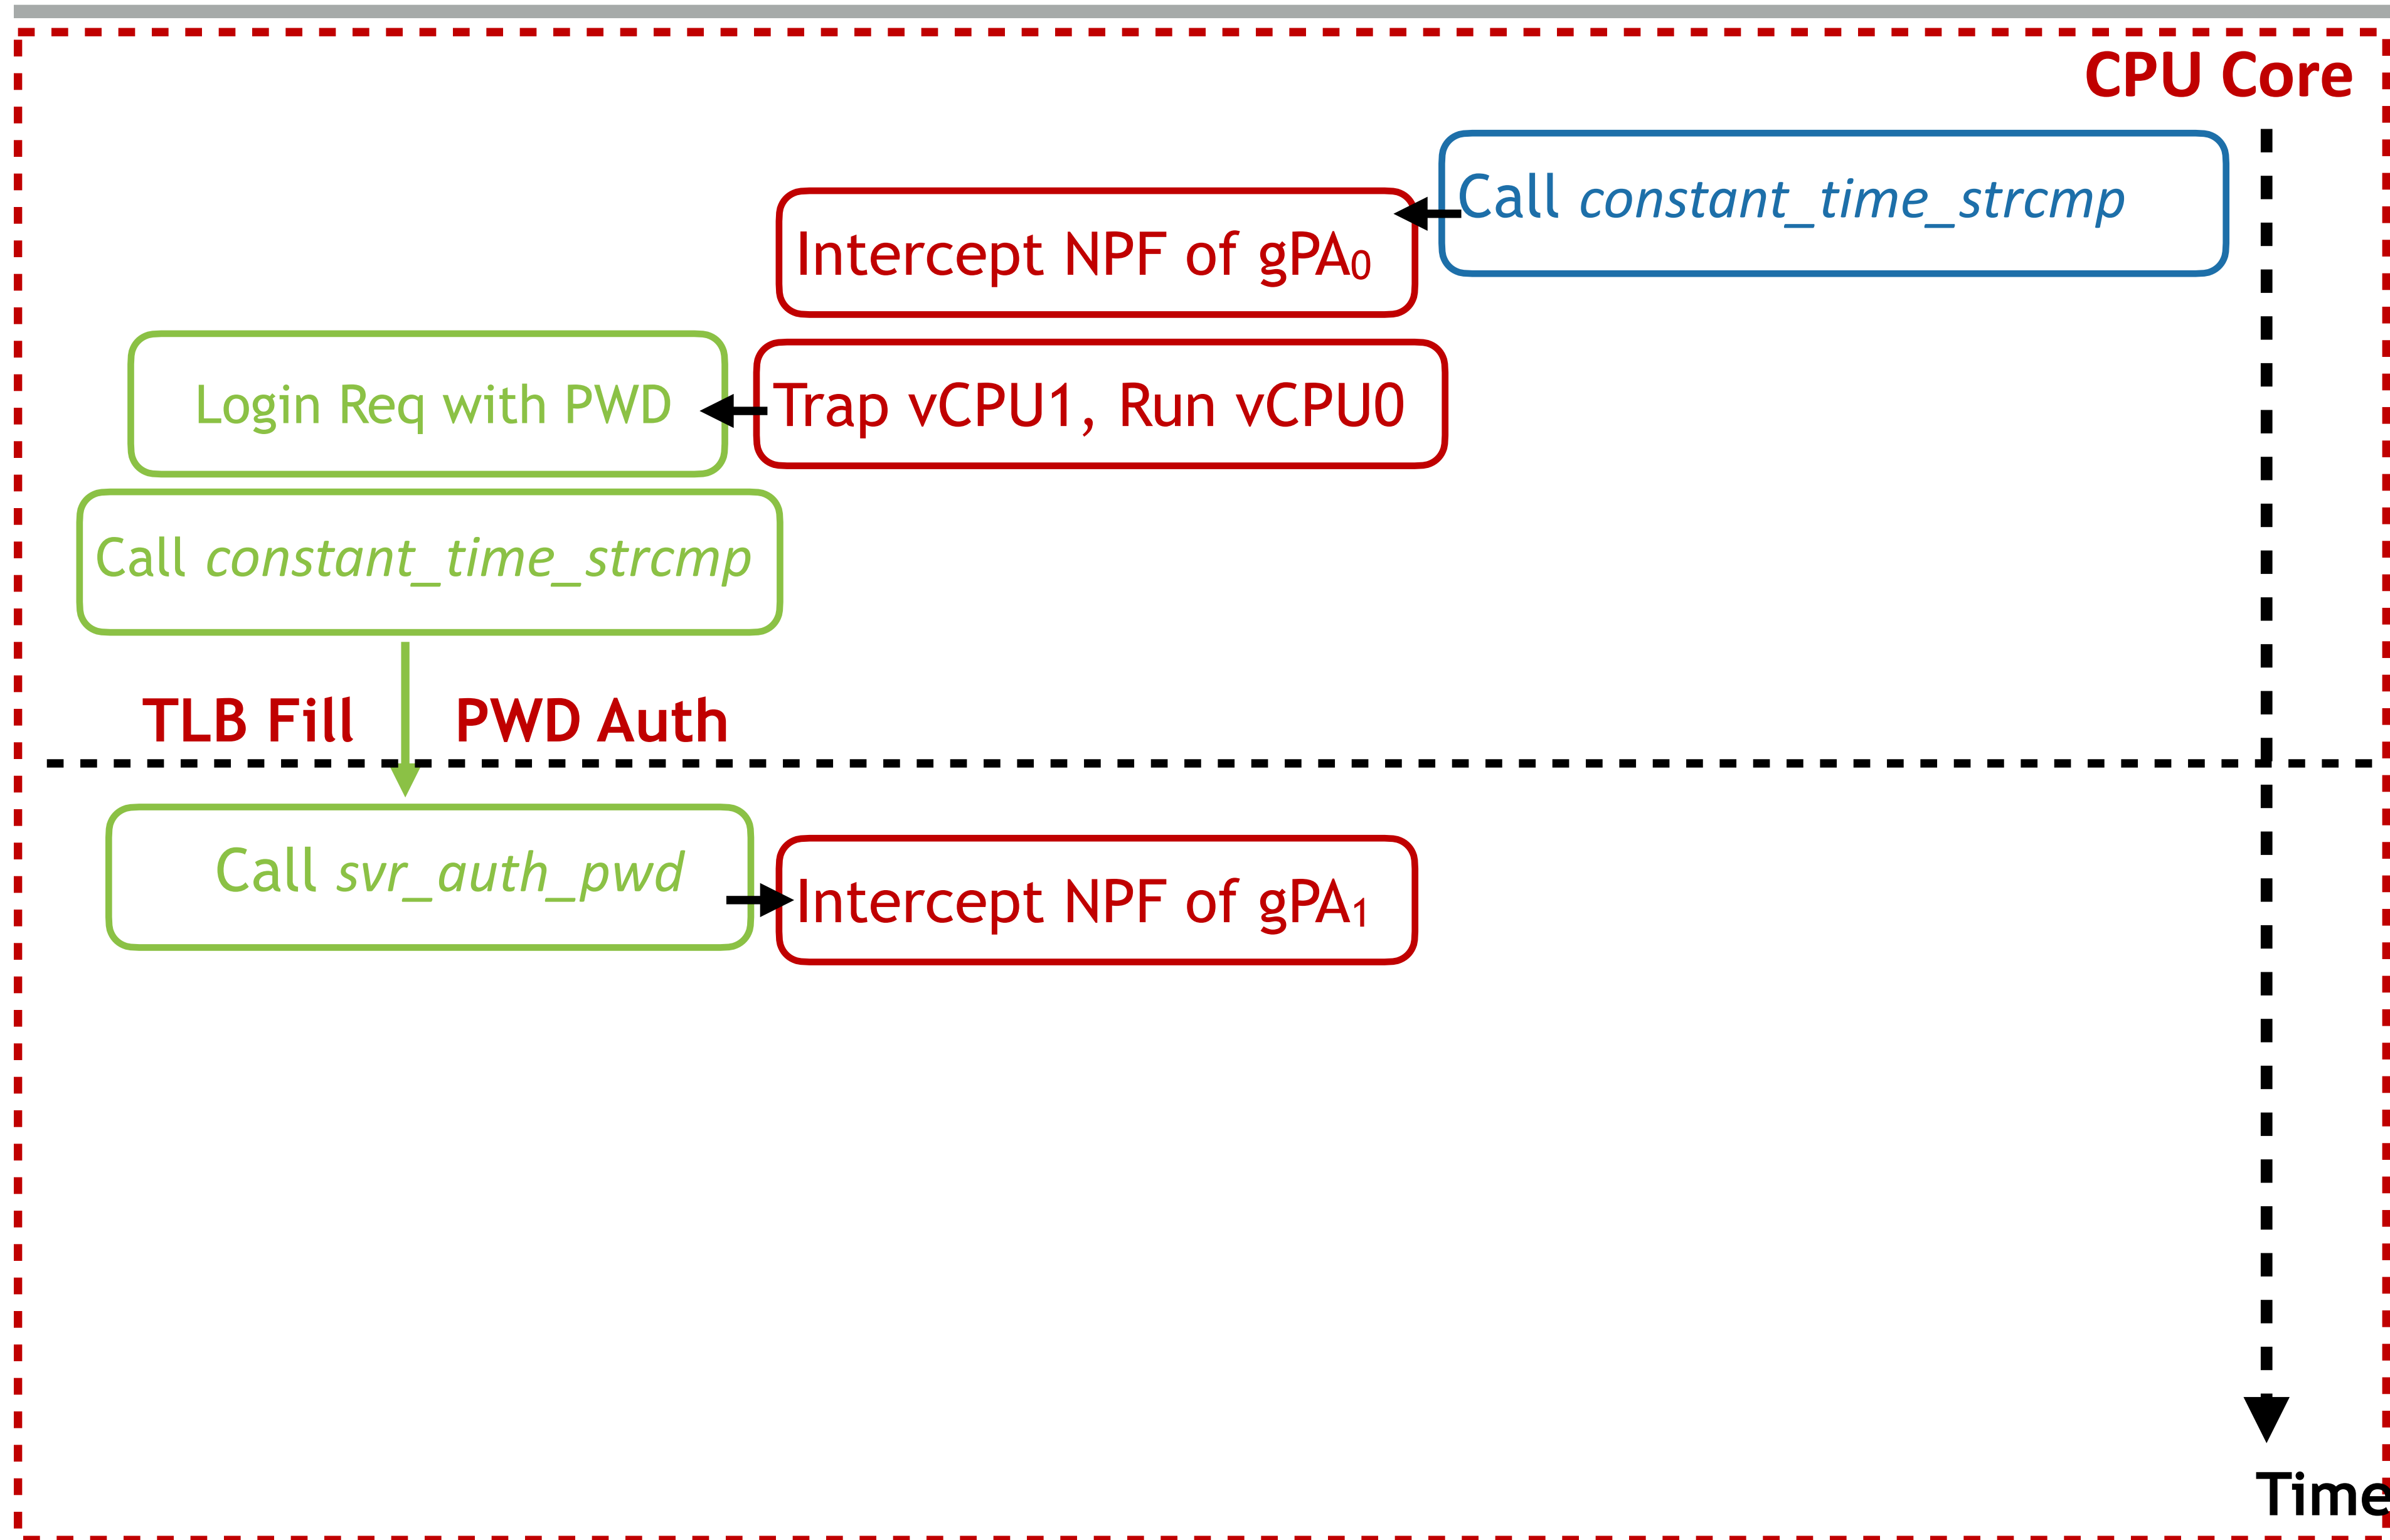 CPU Core
Call constant_time_strcmp
Intercept NPF of gPA₀
Login Req with PWD
Trap vCPU1, Run vCPU0
Call constant_time_strcmp
TLB Fill
PWD Auth
Call svr_auth_pwd
Intercept NPF of gPA₁
Time